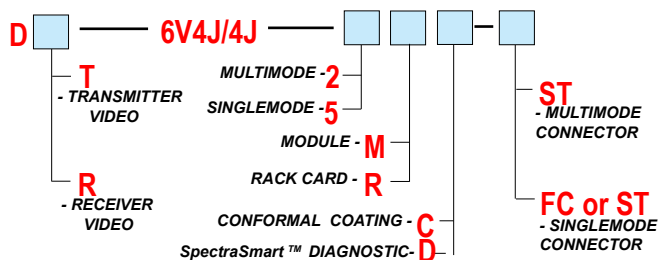 D 6V4J/4J
T
- TRANSMITTER
VIDEO
R
- RECEIVER
VIDEO
MULTIMODE - 2
SINGLEMODE - 5
MODULE - M
RACK CARD - R
CONFORMAL COATING - C
SpectraSmart ™ DIAGNOSTIC- D
ST
- MULTIMODE
CONNECTOR
FC or ST
- SINGLEMODE
CONNECTOR